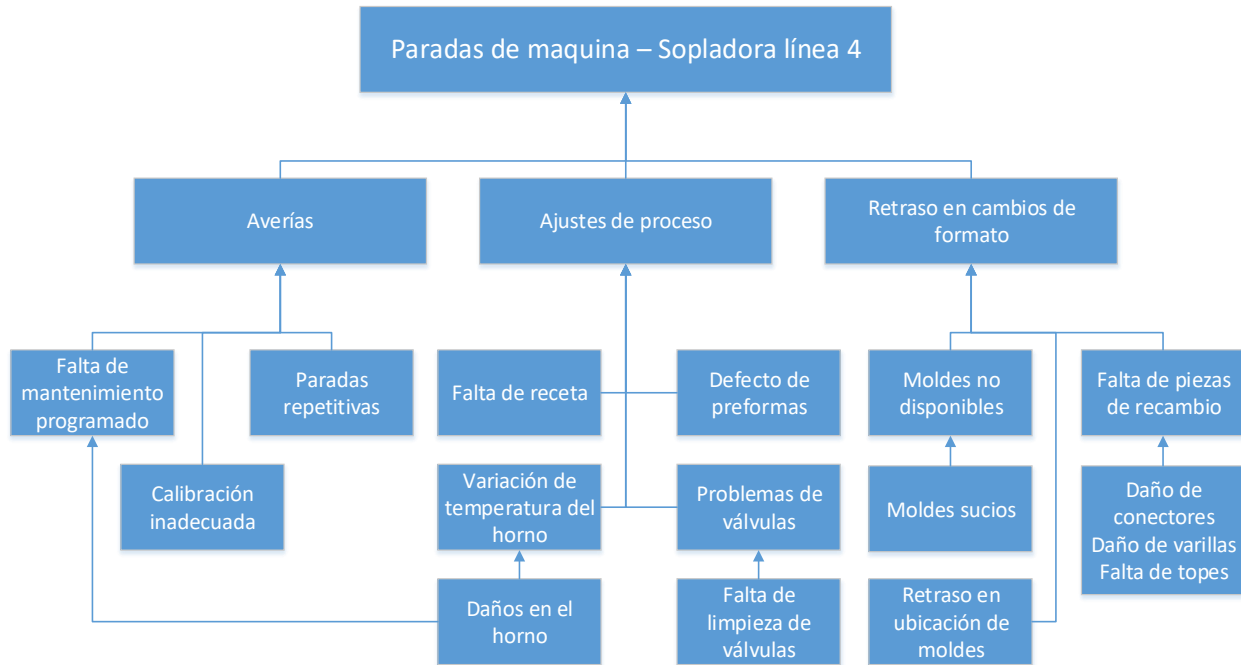 Paradas de maquina – Sopladora línea 4
Averías
Ajustes de proceso
Retraso en cambios de
formato
Falta de
mantenimiento
programado
Paradas
repetitivas
Falta de receta
Defecto de
preformas
Moldes no
disponibles
Falta de piezas
de recambio
Calibración
inadecuada
Variación de
temperatura del
horno
Problemas de
válvulas
Moldes sucios
Daño de
conectores
Daño de varillas
Falta de topes
Daños en el
horno
Falta de
limpieza de
válvulas
Retraso en
ubicación de
moldes